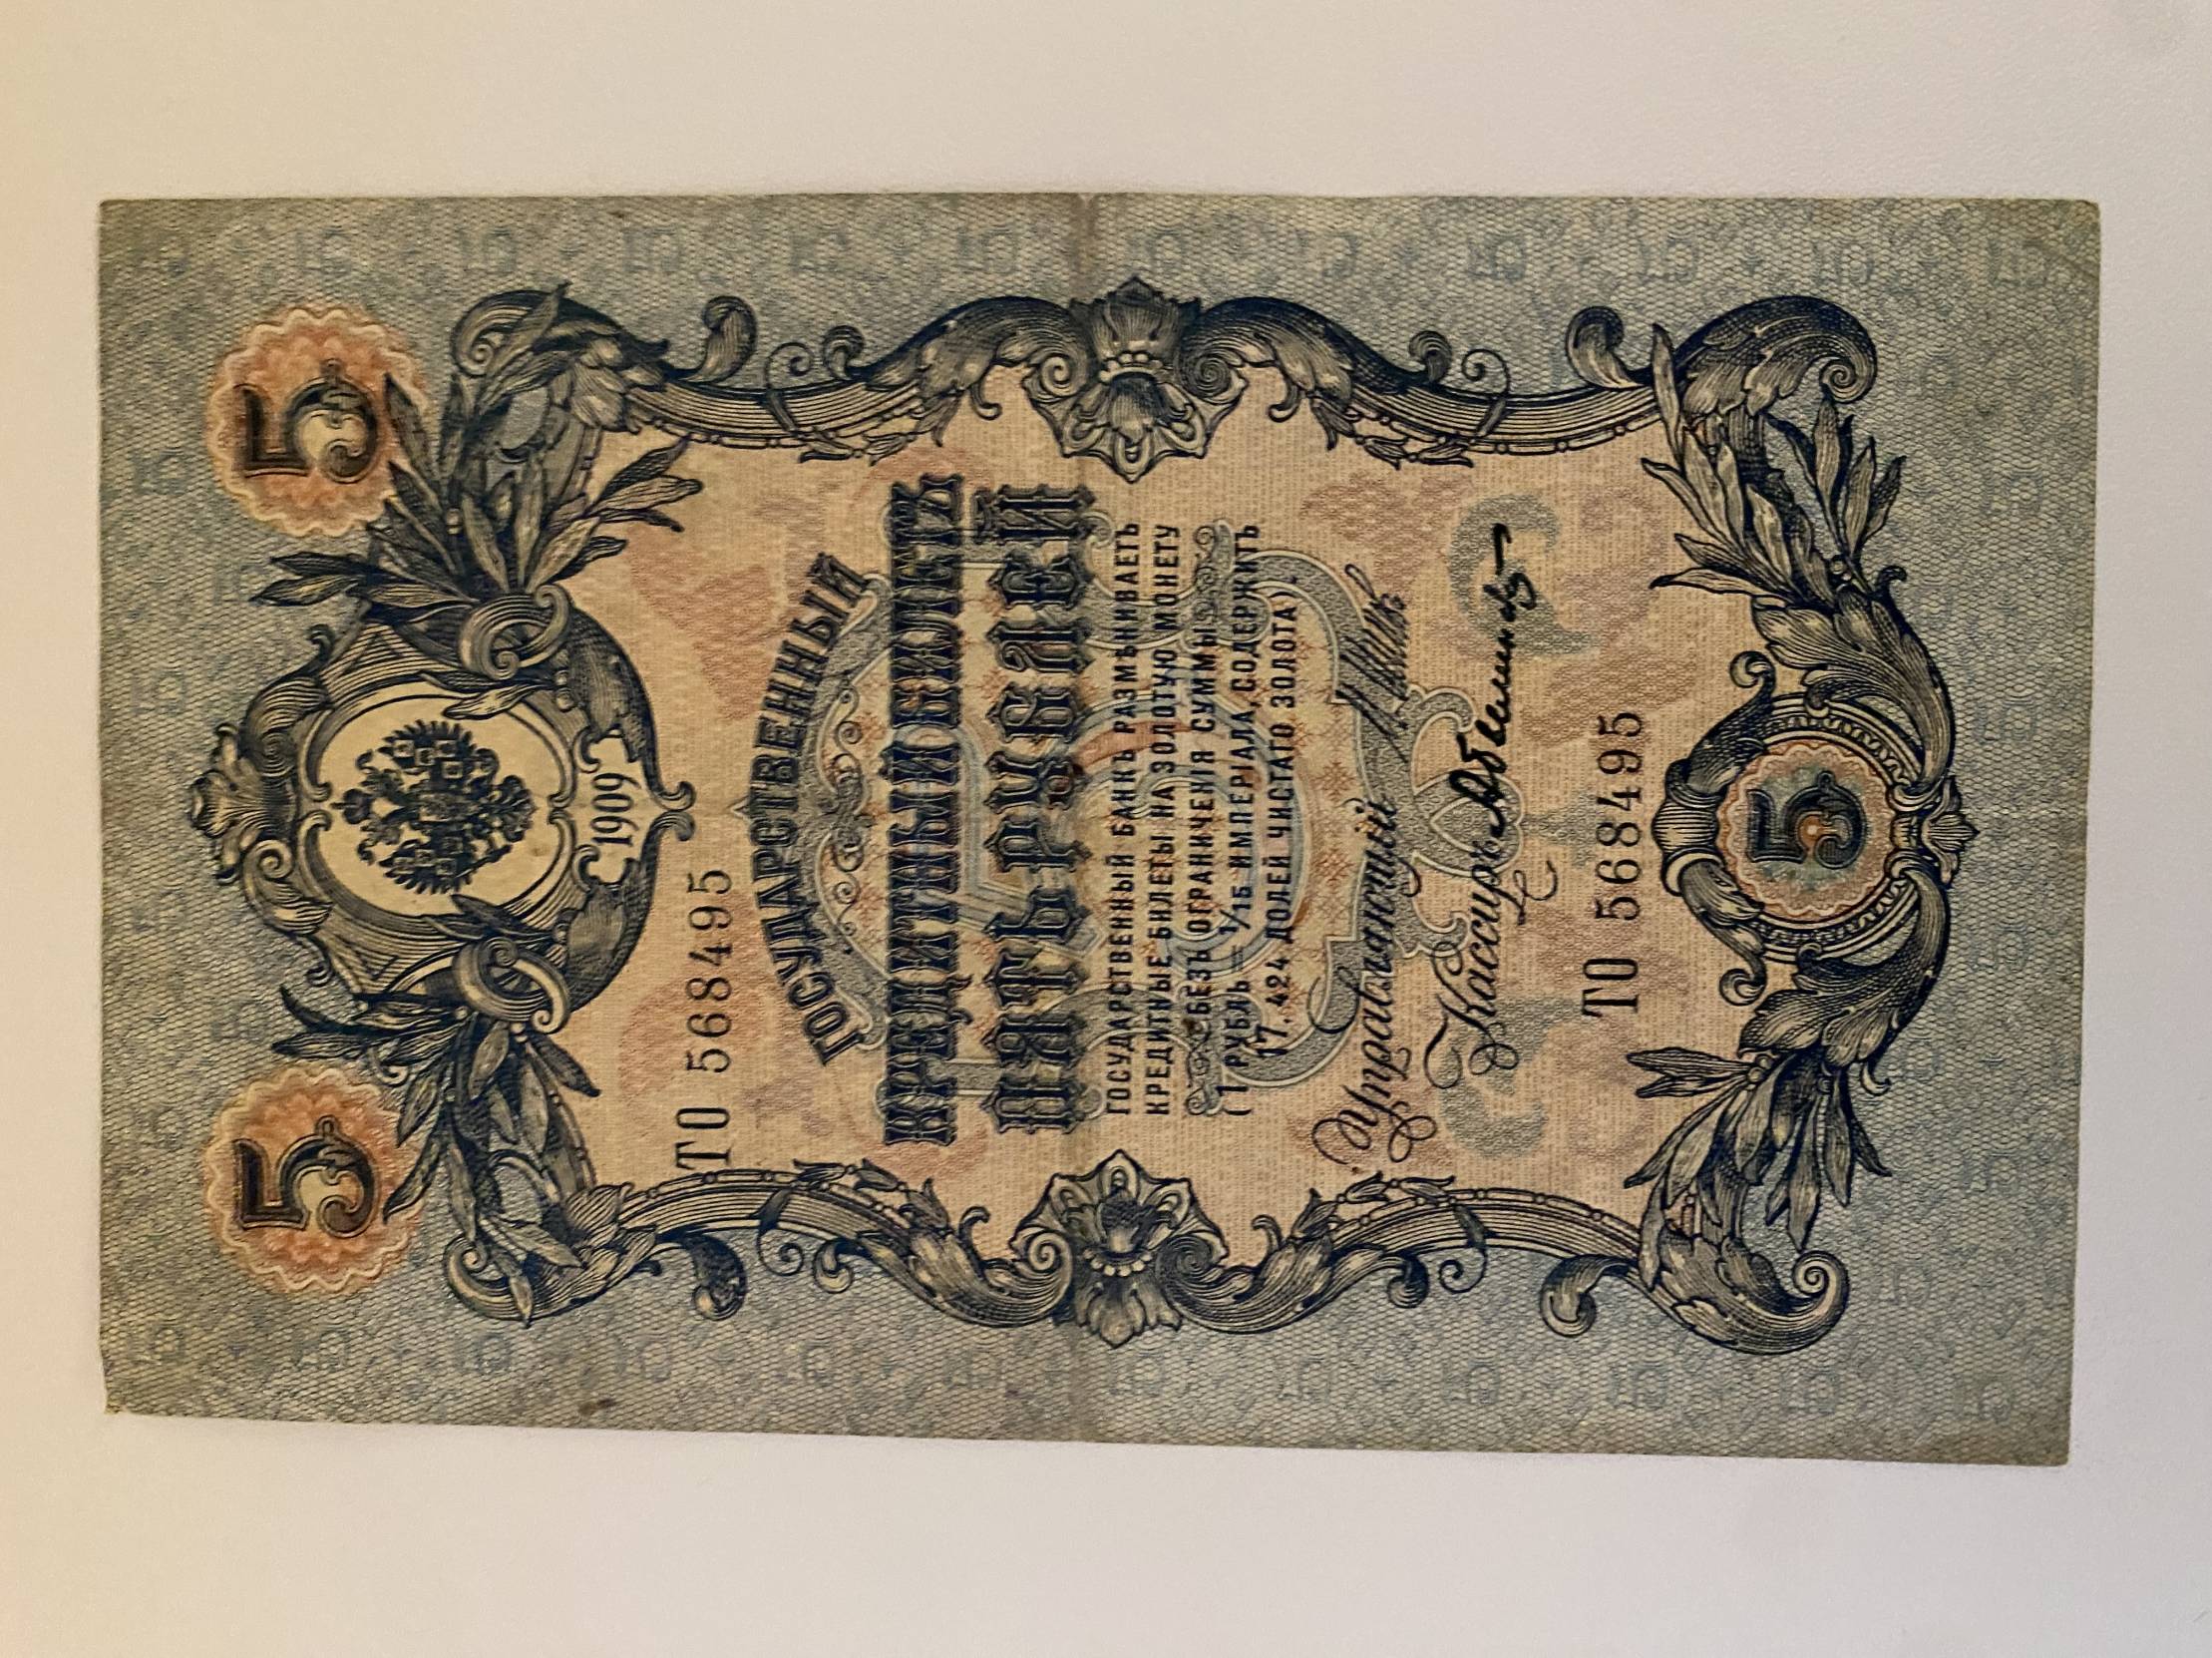 5 5
1909
ТО 568495
ГОСУДАРСТВЕННЫЙ
КРЕДИТНЫЙ БИЛЕТЪ
ПЯТЬ РУБЛЕЙ
ГОСУДАРСТВЕННЫЙ БАНКЪ РАЗМѢНИВАЕТЪ
КРЕДИТНЫЕ БИЛЕТЫ НА ЗОЛОТУЮ МОНЕТУ
БЕЗЪ ОГРАНИЧЕНІЯ СУММЫ
(1 РУБЛЬ = 1/15 ИМПЕРІАЛА, СОДЕРЖИТЪ
17.424 ДОЛЕЙ ЧИСТАГО ЗОЛОТА).
Управляющій
Кассиръ
ТО 568495
5